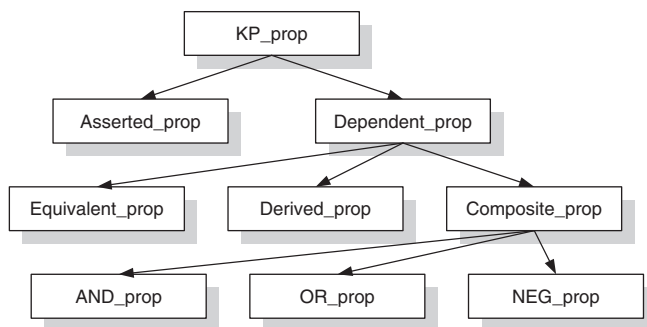 KP_prop
Asserted_prop
Dependent_prop
Equivalent_prop
Derived_prop
Composite_prop
AND_prop
OR_prop
NEG_prop